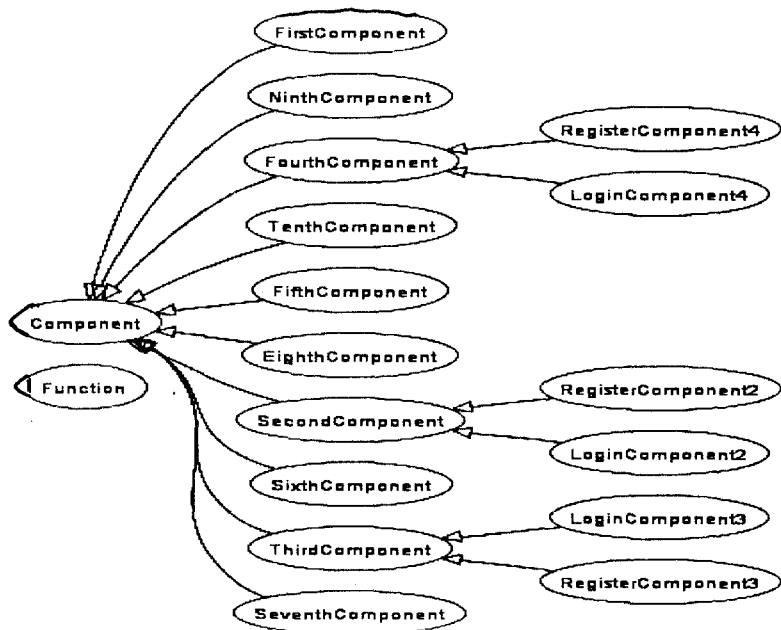 FirstComponent
NinthComponent
FourthComponent
RegisterComponent4
LoginComponent4
TenthComponent
FifthComponent
Component
EighthComponent
Function
SecondComponent
RegisterComponent2
LoginComponent2
SixthComponent
ThirdComponent
LoginComponent3
RegisterComponent3
SeventhComponent